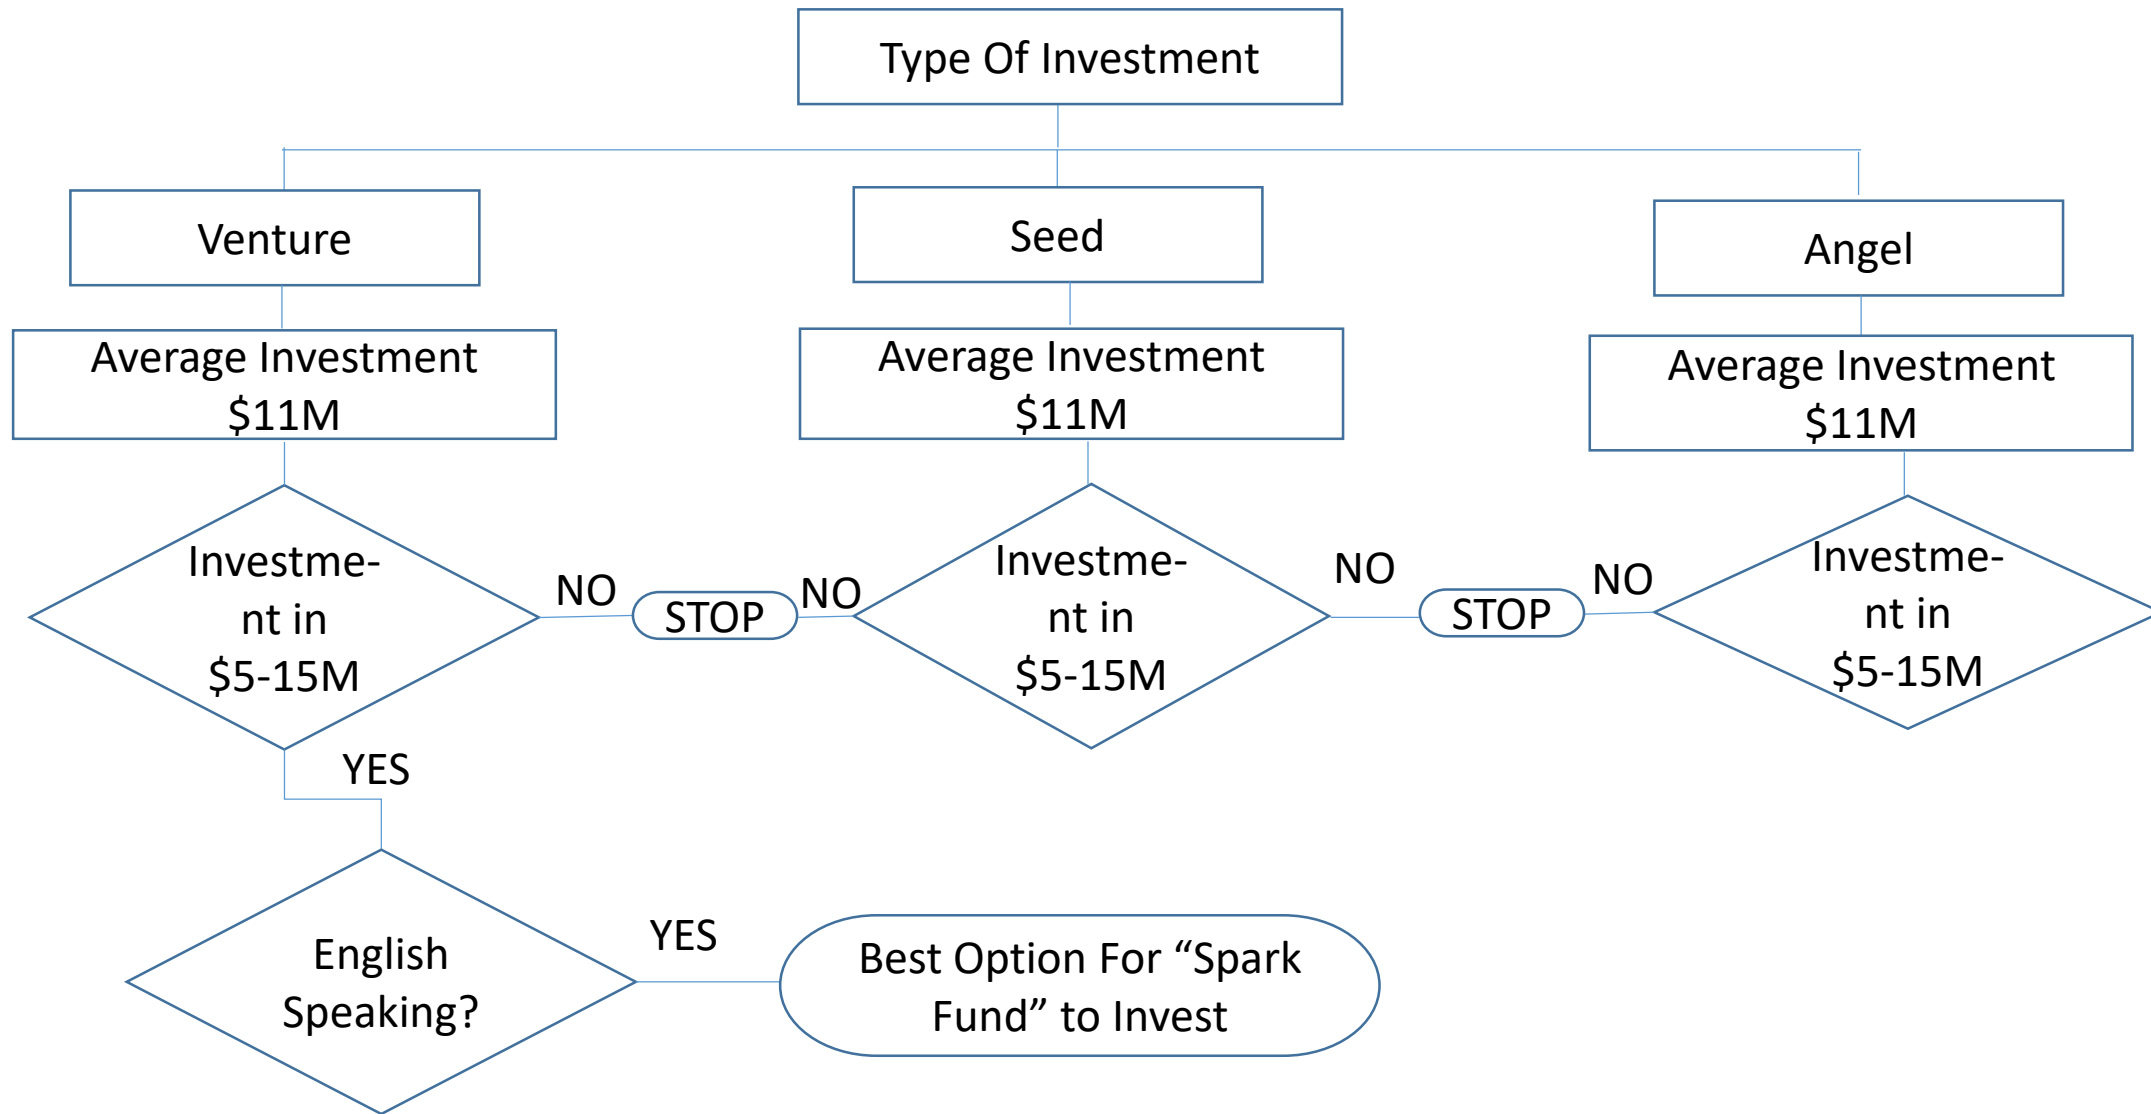 Type Of Investment
Venture
Seed
Angel
Average Investment
$11M
Average Investment
$11M
Average Investment
$11M
Investme-
nt in
$5-15M
NO
STOP
NO
Investme-
nt in
$5-15M
NO
STOP
NO
Investme-
nt in
$5-15M
YES
English
Speaking?
YES
Best Option For “Spark
Fund” to Invest